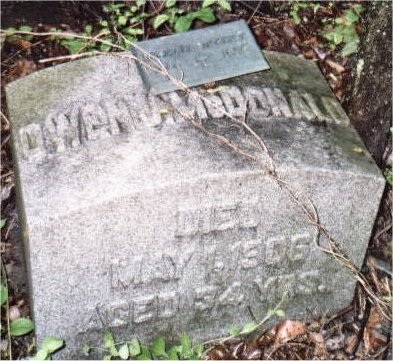 OWEN J. MCDONALD
DIED
MAY 1, 1906
AGED 54 YRS.